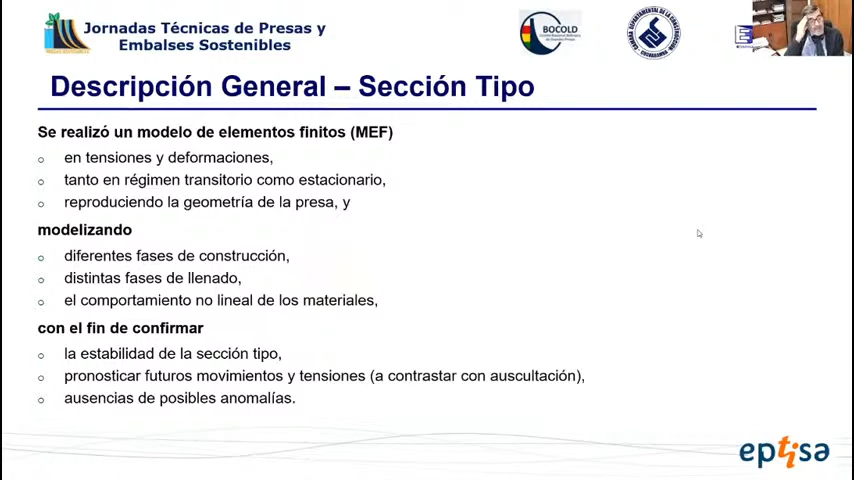 Jornadas Técnicas de Presas y
Embalses Sostenibles
BOCOLD
Descripción General – Sección Tipo
Se realizó un modelo de elementos finitos (MEF)
en tensiones y deformaciones,
tanto en régimen transitorio como estacionario,
reproduciendo la geometría de la presa, y
modelizando
diferentes fases de construcción,
distintas fases de llenado,
el comportamiento no lineal de los materiales,
con el fin de confirmar
la estabilidad de la sección tipo,
pronosticar futuros movimientos y tensiones (a contrastar con auscultación),
ausencias de posibles anomalías.
eptisa